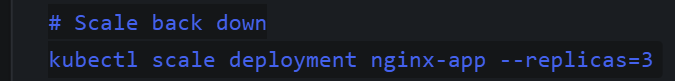 # Scale back down
kubectl scale deployment nginx-app --replicas=3